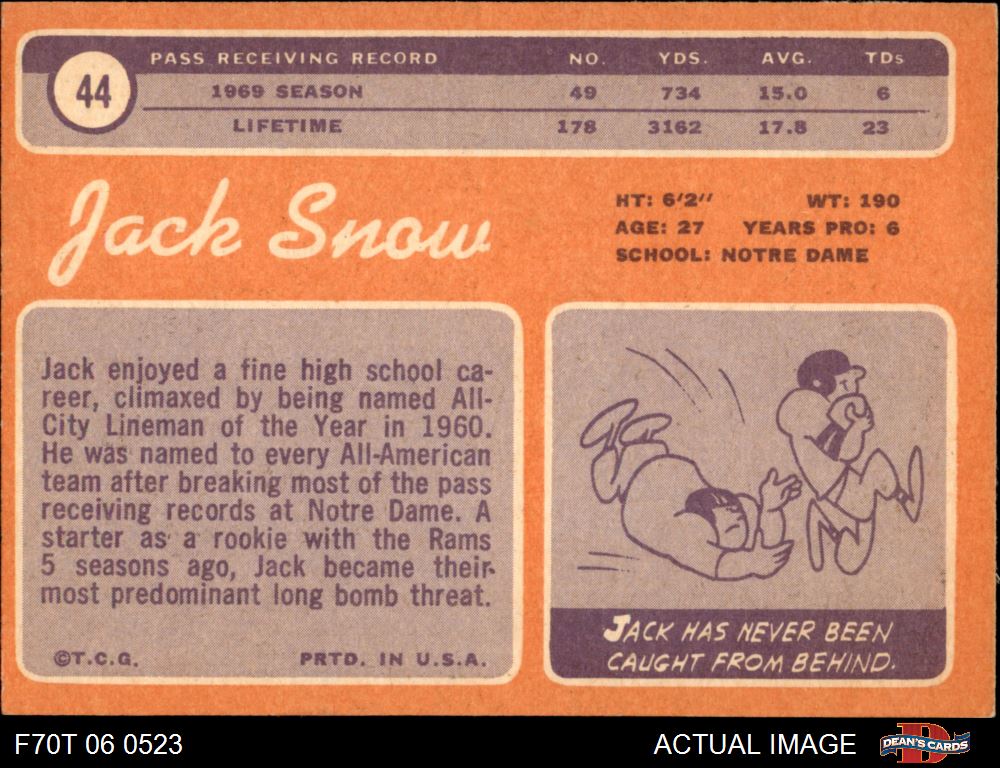 44
PASS RECEIVING RECORD NO. YDS. AVG. TDs
1969 SEASON 49 734 15.0 6
LIFETIME 178 3162 17.8 23
Jack Snow
HT: 6'2'' WT: 190
AGE: 27 YEARS PRO: 6
SCHOOL: NOTRE DAME
Jack enjoyed a fine high school ca-
reer, climaxed by being named All-
City Lineman of the Year in 1960.
He was named to every All-American
team after breaking most of the pass
receiving records at Notre Dame. A
starter as a rookie with the Rams
5 seasons ago, Jack became their
most predominant long bomb threat.
©T.C.G. PRTD. IN U.S.A.
JACK HAS NEVER BEEN
CAUGHT FROM BEHIND.
F70T 06 0523 ACTUAL IMAGE
D
DEAN'S CARDS